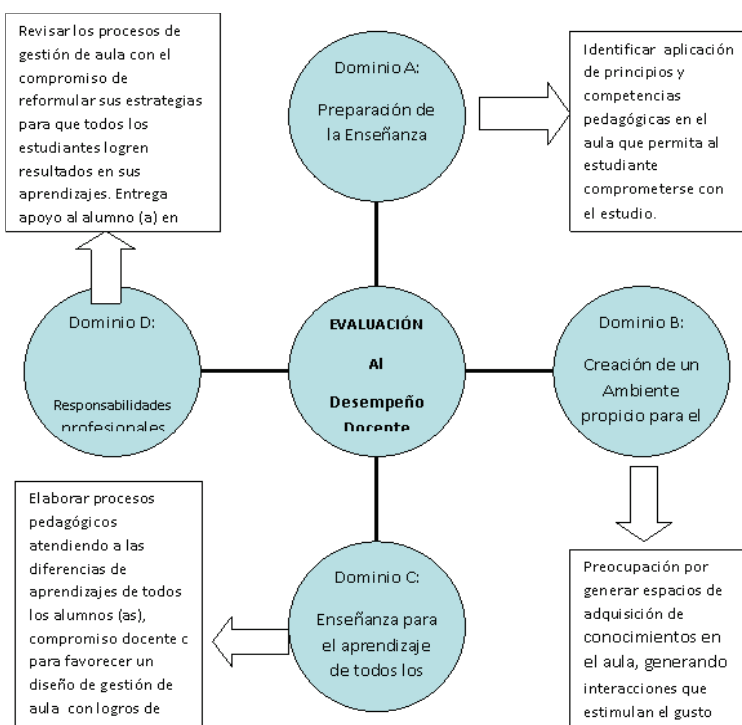 Revisar los procesos de
gestión de aula con el
compromiso de
reformular sus estrategias
para que todos los
estudiantes logren
resultados en sus
aprendizajes. Entrega
apoyo al alumno (a) en
Dominio A:
Preparación de
la Enseñanza
Identificar aplicación
de principios y
competencias
pedagógicas en el
aula que permita al
estudiante
comprometerse con
el estudio.
Dominio D:
Responsabilidades
profesionales
EVALUACIÓN
Al
Desempeño
Docente
Dominio B:
Creación de un
Ambiente
propicio para el
Elaborar procesos
pedagógicos
atendiendo a las
diferencias de
aprendizajes de todos
los alumnos (as),
compromiso docente c
para favorecer un
diseño de gestión de
aula con logros de
Dominio C:
Enseñanza para
el aprendizaje
de todos los
Preocupación por
generar espacios de
adquisición de
conocimientos en
el aula, generando
interacciones que
estimulan el gusto